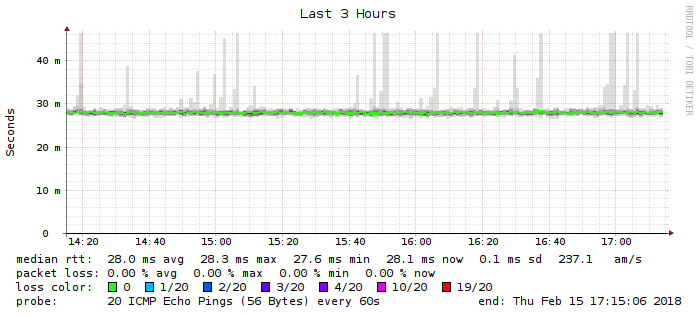 Last 3 Hours
RRDTOOL / TOBI OETIKER
Seconds
40 m
30 m
20 m
10 m
0
14:20 14:40 15:00 15:20 15:40 16:00 16:20 16:40 17:00
median rtt: 28.0 ms avg 28.3 ms max 27.6 ms min 28.1 ms now 0.1 ms sd 237.1 am/s
packet loss: 0.00 % avg 0.00 % max 0.00 % min 0.00 % now
loss color: 0 1/20 2/20 3/20 4/20 10/20 19/20
probe: 20 ICMP Echo Pings (56 Bytes) every 60s end: Thu Feb 15 17:15:06 2018